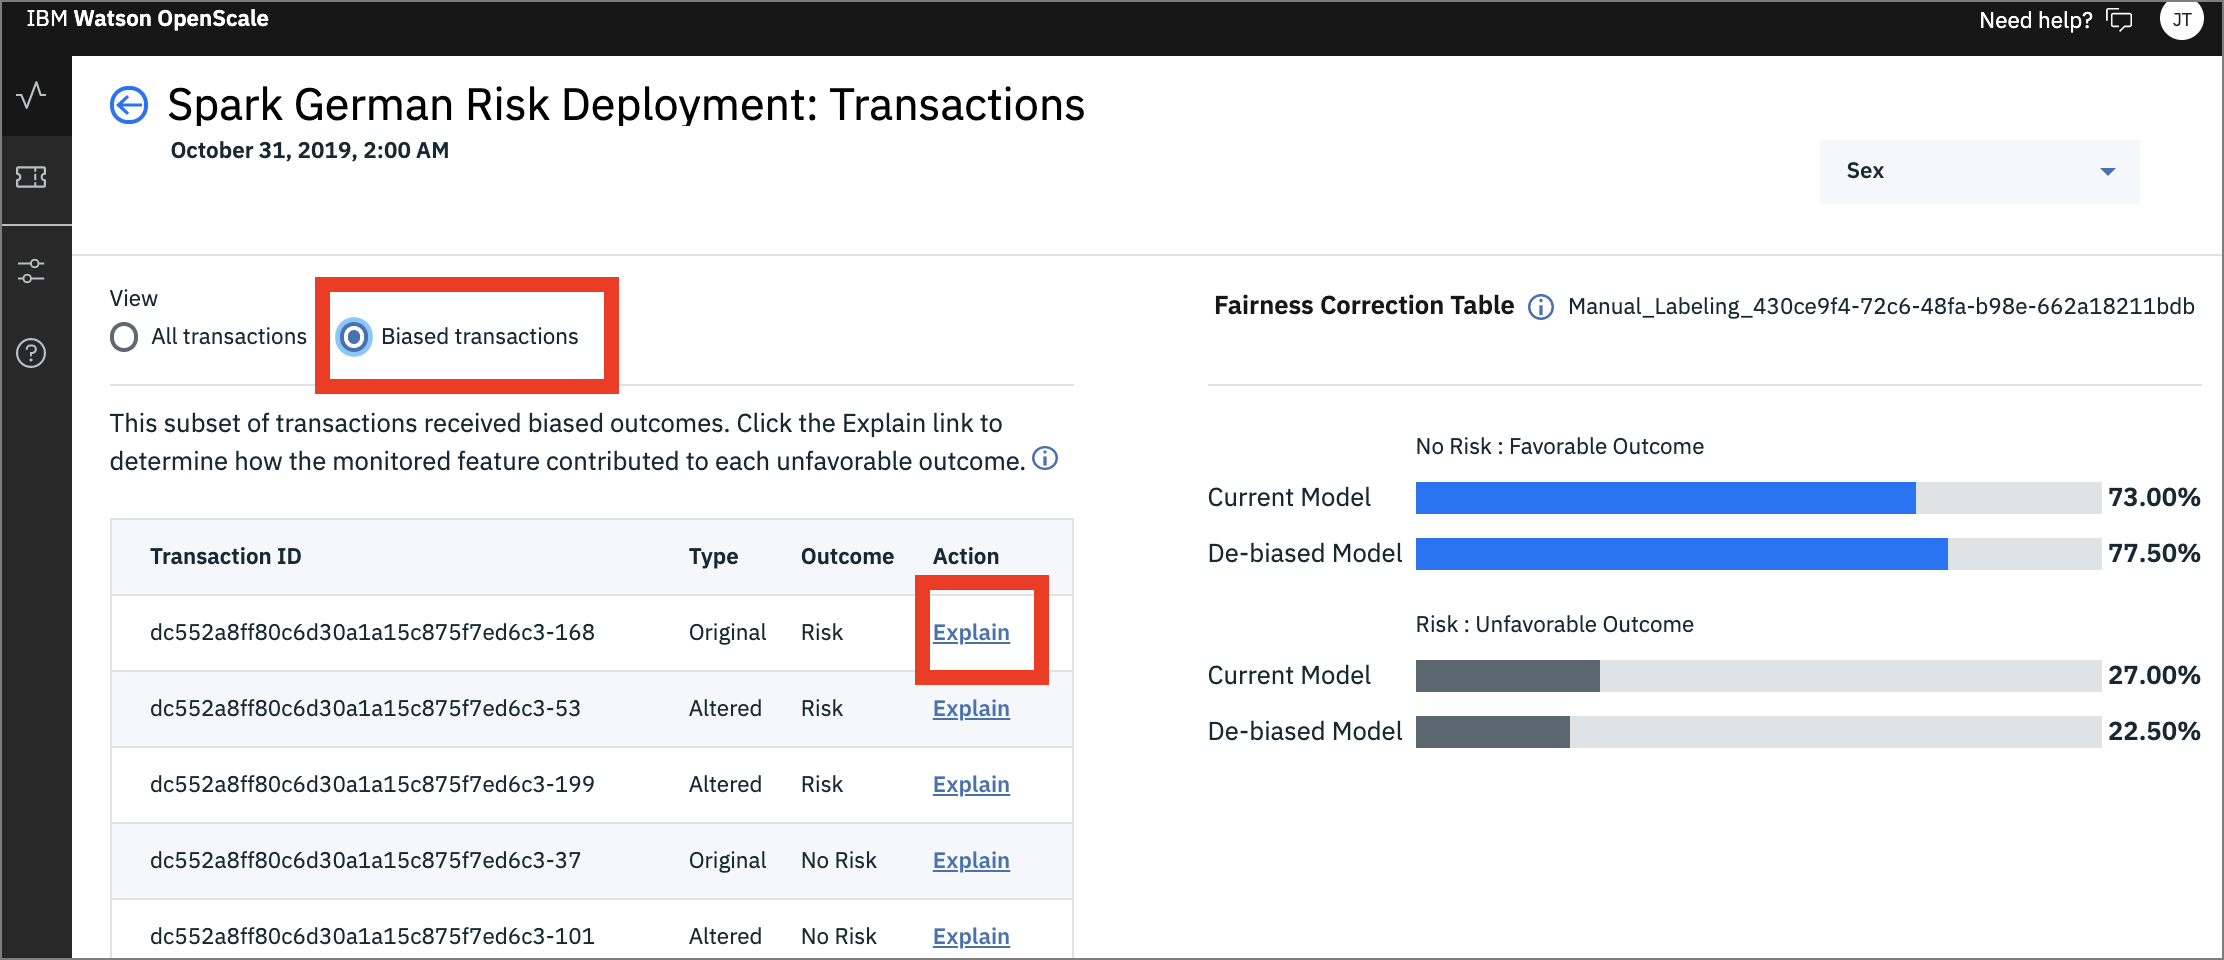 IBM Watson OpenScale
Need help?
JT
Spark German Risk Deployment: Transactions
October 31, 2019, 2:00 AM
Sex
View
All transactions
Biased transactions
This subset of transactions received biased outcomes. Click the Explain link to
determine how the monitored feature contributed to each unfavorable outcome.
Transaction ID Type Outcome Action
dc552a8ff80c6d30a1a15c875f7ed6c3-168 Original Risk Explain
dc552a8ff80c6d30a1a15c875f7ed6c3-53 Altered Risk Explain
dc552a8ff80c6d30a1a15c875f7ed6c3-199 Altered Risk Explain
dc552a8ff80c6d30a1a15c875f7ed6c3-37 Original No Risk Explain
dc552a8ff80c6d30a1a15c875f7ed6c3-101 Altered No Risk Explain
Fairness Correction Table Manual_Labeling_430ce9f4-72c6-48fa-b98e-662a18211bdb
No Risk : Favorable Outcome
Current Model 73.00%
De-biased Model 77.50%
Risk : Unfavorable Outcome
Current Model 27.00%
De-biased Model 22.50%